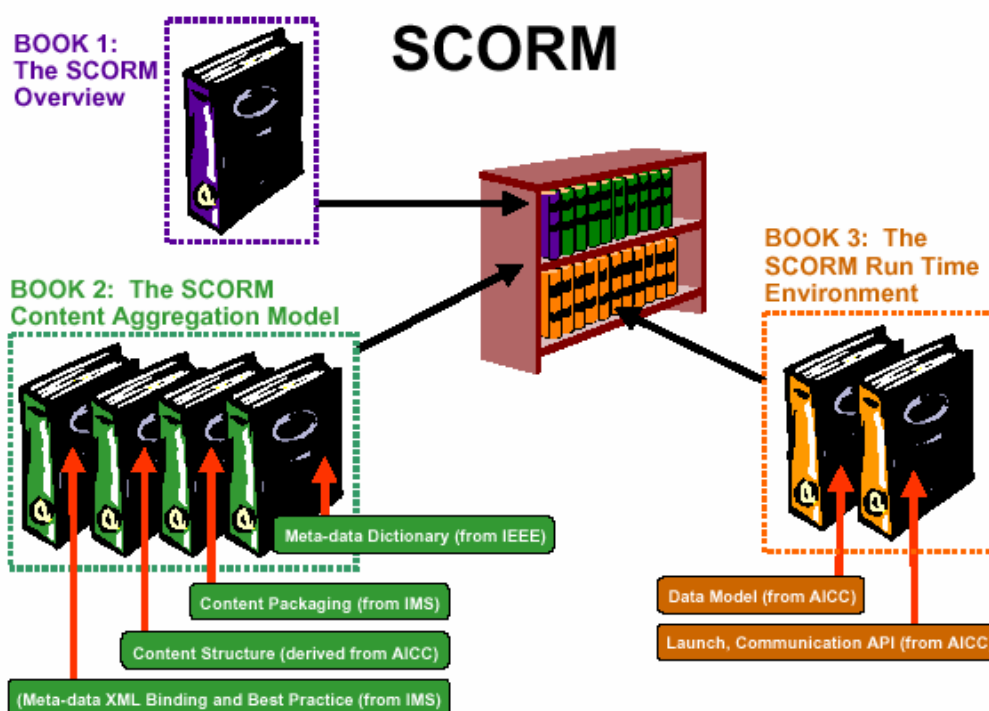 SCORM
BOOK 1:
The SCORM
Overview
BOOK 2:  The SCORM
Content Aggregation Model
BOOK 3:  The
SCORM Run Time
Environment
Meta-data Dictionary (from IEEE)
Content Packaging (from IMS)
Content Structure (derived from AICC)
(Meta-data XML Binding and Best Practice (from IMS)
Data Model (from AICC)
Launch, Communication API (from AICC